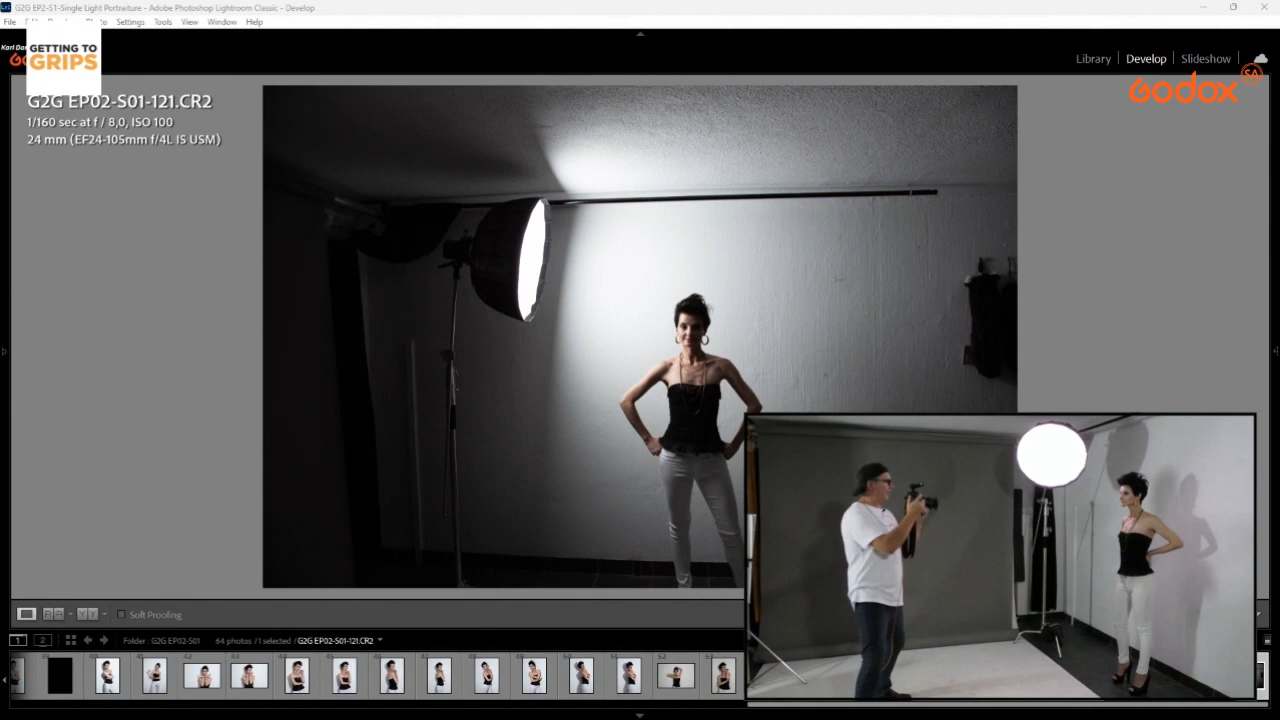 G2G EP2-S1-Single Light Portraiture - Adobe Photoshop Lightroom Classic - Develop
File
Settings Tools View Window Help
GETTING TO
GRIPS
Library Develop Slideshow
Godox SA
G2G EP02-S01-121.CR2
1/160 sec at f / 8,0, ISO 100
24 mm (EF24-105mm f/4L IS USM)
Soft Proofing
1 2 Folder : G2G EP02-S01 64 photos /1 selected /G2G EP02-S01-121.CR2